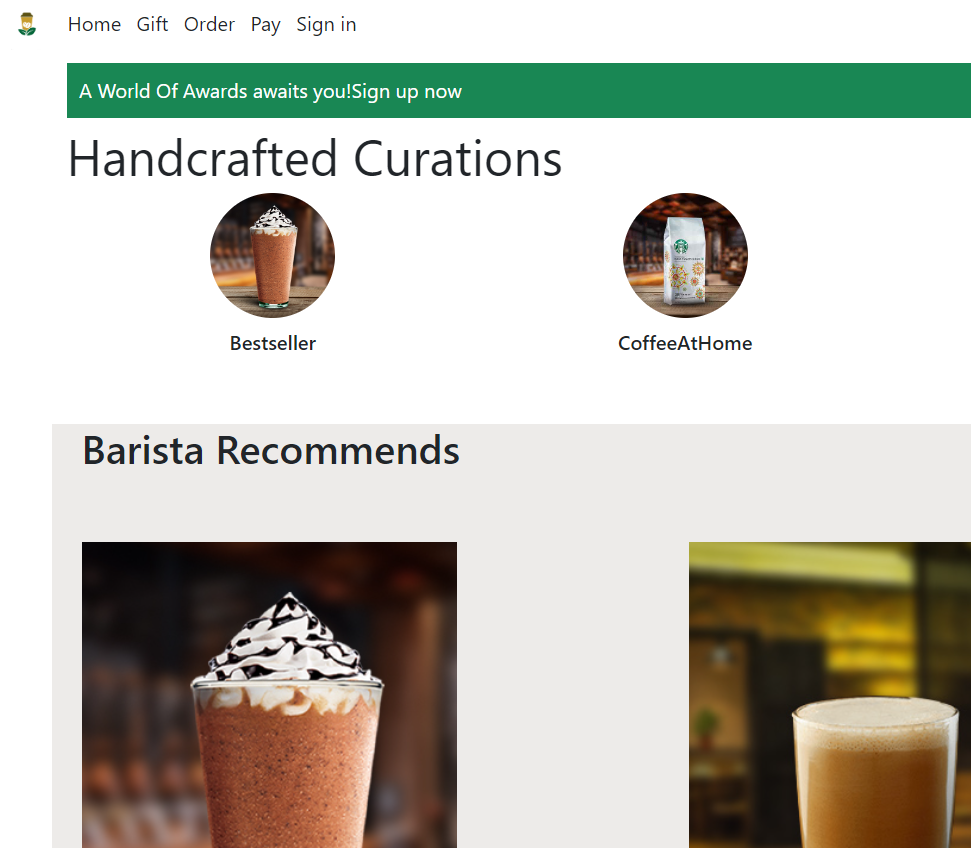 Home Gift Order Pay Sign in
A World Of Awards awaits you!Sign up now
Handcrafted Curations
Bestseller
CoffeeAtHome
Barista Recommends